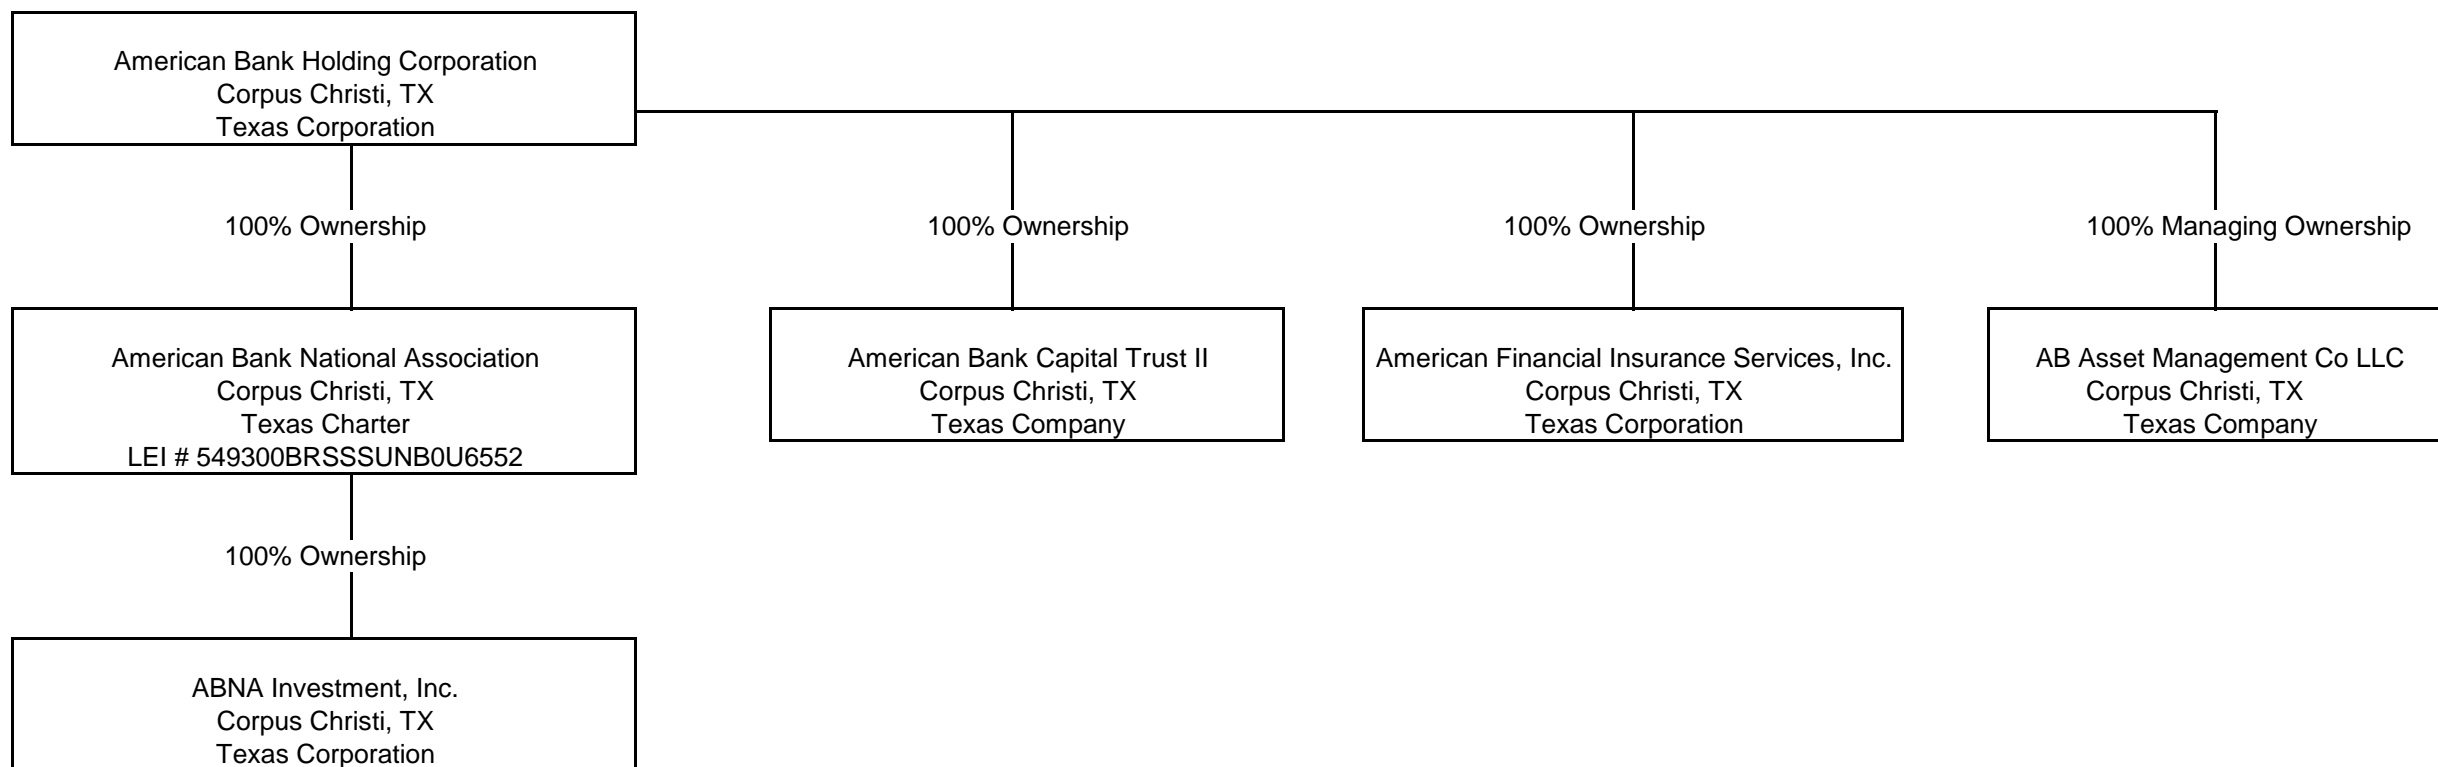 American Bank Holding Corporation
Corpus Christi, TX
Texas Corporation
100% Ownership
100% Ownership
100% Ownership
100% Managing Ownership
American Bank National Association
Corpus Christi, TX
Texas Charter
LEI # 549300BRSSSUNB0U6552
American Bank Capital Trust II
Corpus Christi, TX
Texas Company
American Financial Insurance Services, Inc.
Corpus Christi, TX
Texas Corporation
AB Asset Management Co LLC
Corpus Christi, TX
Texas Company
100% Ownership
ABNA Investment, Inc.
Corpus Christi, TX
Texas Corporation